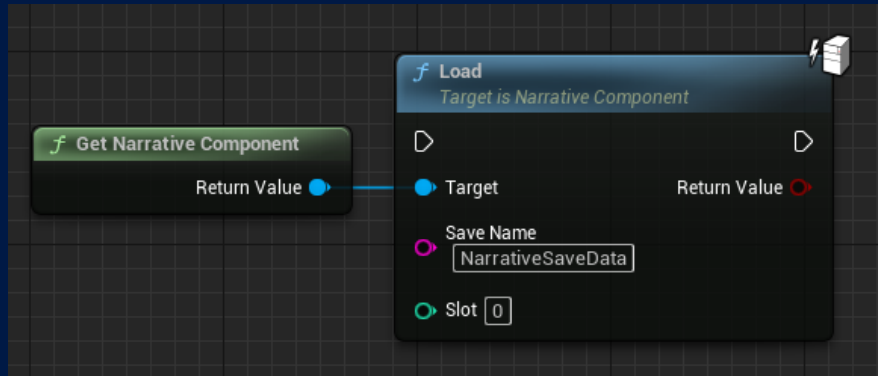 f Load
Target is Narrative Component
f Get Narrative Component
Return Value
Target
Return Value
Save Name
NarrativeSaveData
Slot 0